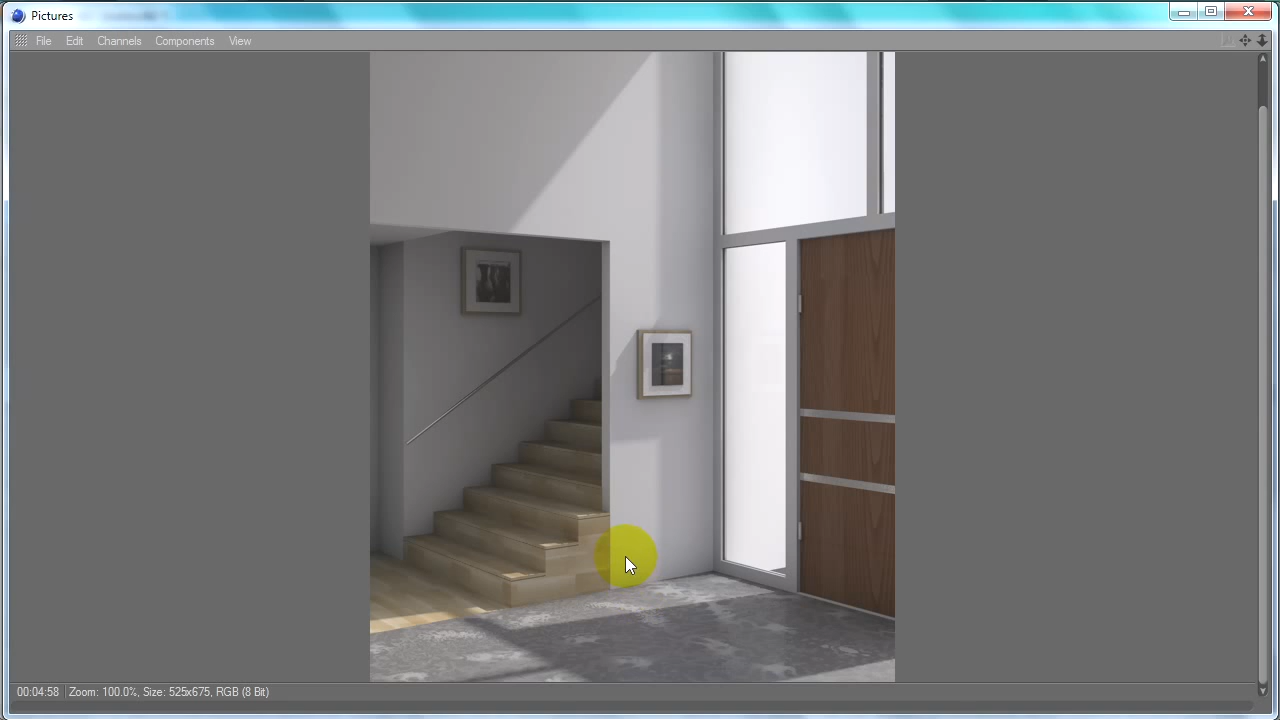 Pictures
File Edit Channels Components View
00:04:58 Zoom: 100.0%, Size: 525x675, RGB (8 Bit)